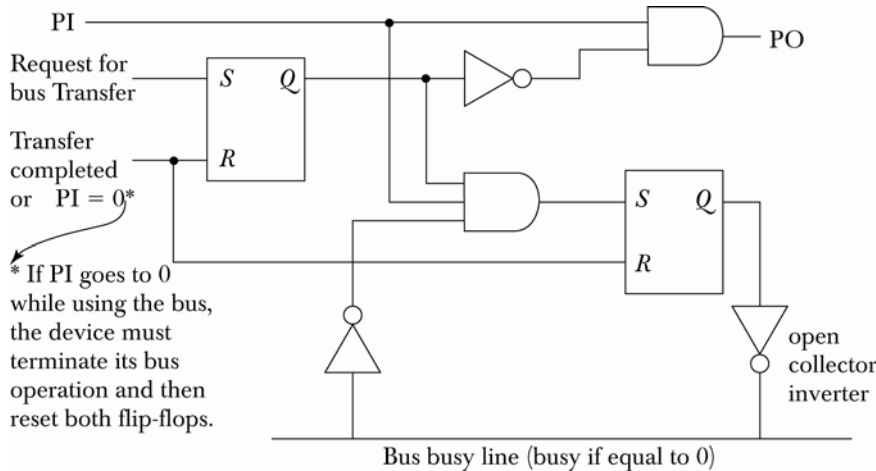 PI
PO
Request for
bus Transfer
S Q
R
Transfer
completed
or PI = 0*
S Q
R
* If PI goes to 0
while using the bus,
the device must
terminate its bus
operation and then
reset both flip-flops.
open
collector
inverter
Bus busy line (busy if equal to 0)